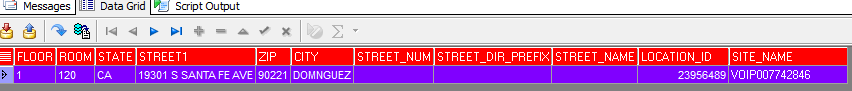 Messages Data Grid Script Output
FLOOR ROOM STATE STREET1 ZIP CITY STREET_NUM STREET_DIR_PREFIX STREET_NAME LOCATION_ID SITE_NAME
1 120 CA 19301 S SANTA FE AVE 90221 DOMNGUEZ 23956489 VOIP007742846